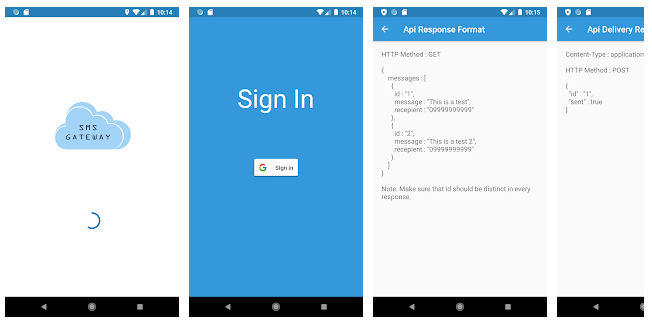 10:14
SMS
GATEWAY
10:14
Sign In
Sign in
10:15
Api Response Format
HTTP Method : GET
{
messages : [
{
id : "1",
message : "This is a test",
recepient : "09999999999"
},
{
id : "2",
message : "This is a test 2",
recepient : "09999999999"
}
]
}
Note: Make sure that id should be distinct in every
response.
Api Delivery Re
Content-Type : application
HTTP Method : POST
{
"id" : "1",
"sent" : true
}